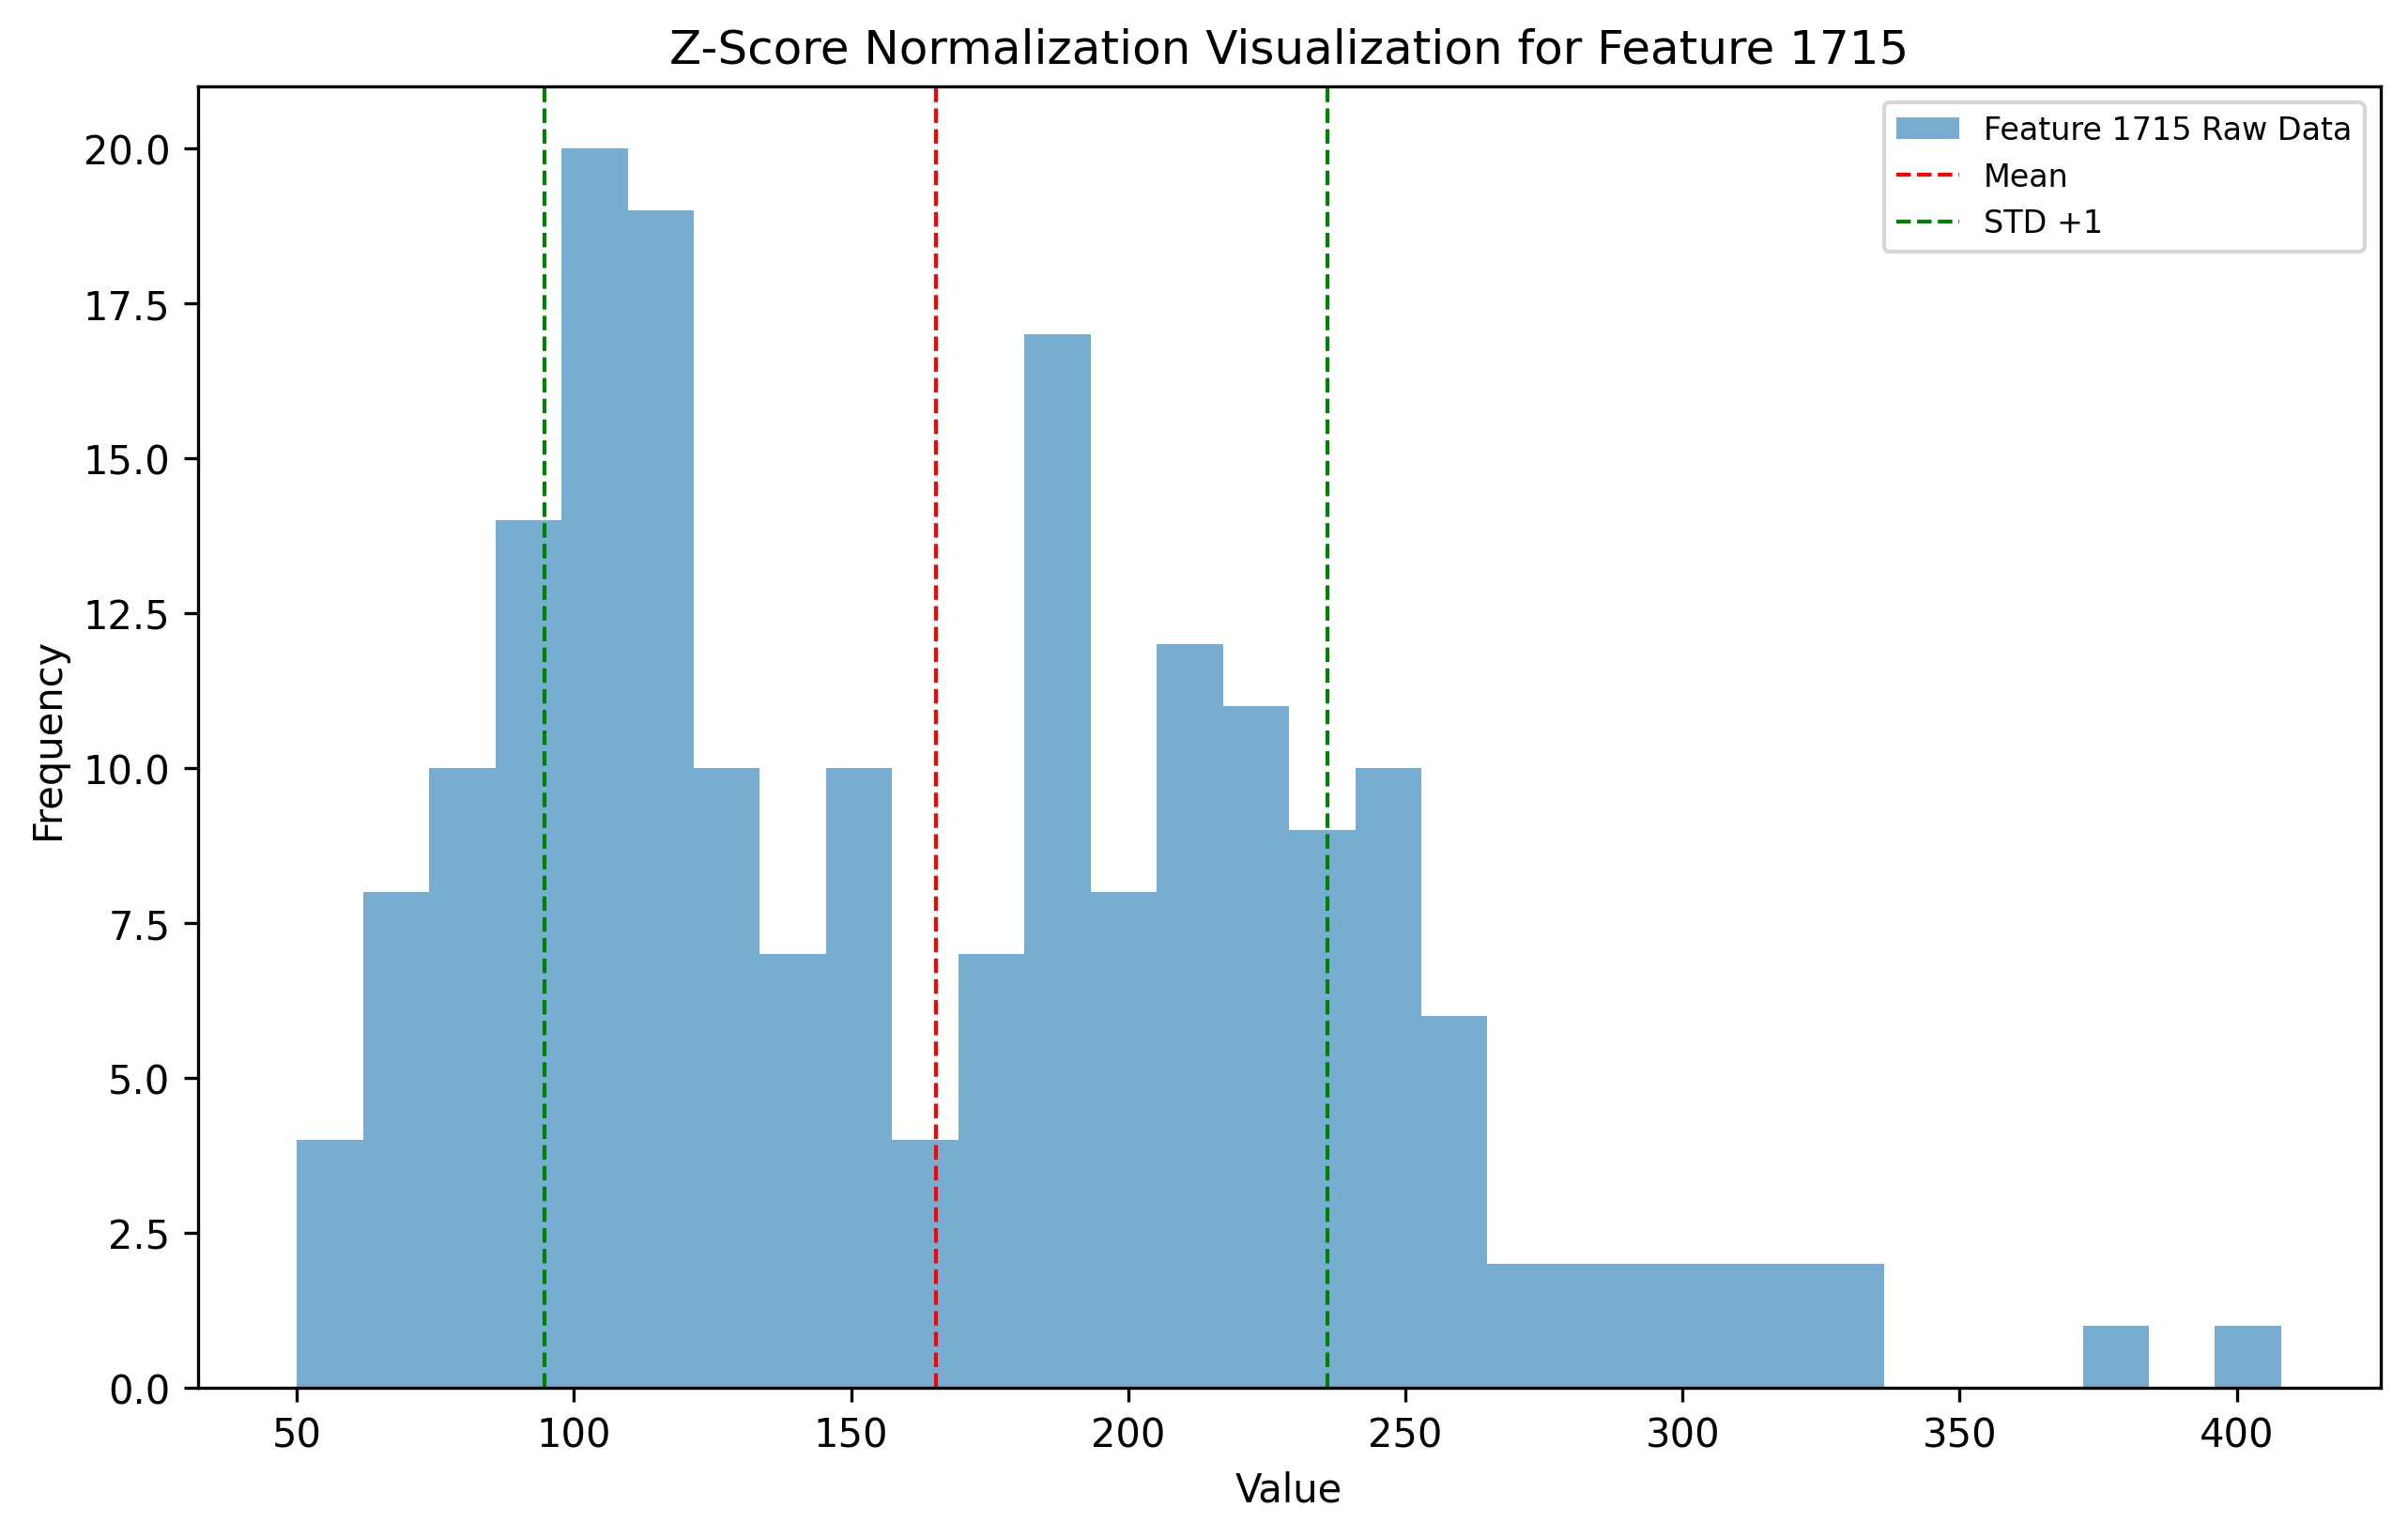 Z-Score Normalization Visualization for Feature 1715
Feature 1715 Raw Data
Mean
STD +1
20.0
17.5
15.0
12.5
10.0
7.5
5.0
2.5
0.0
Frequency
50 100 150 200 250 300 350 400
Value